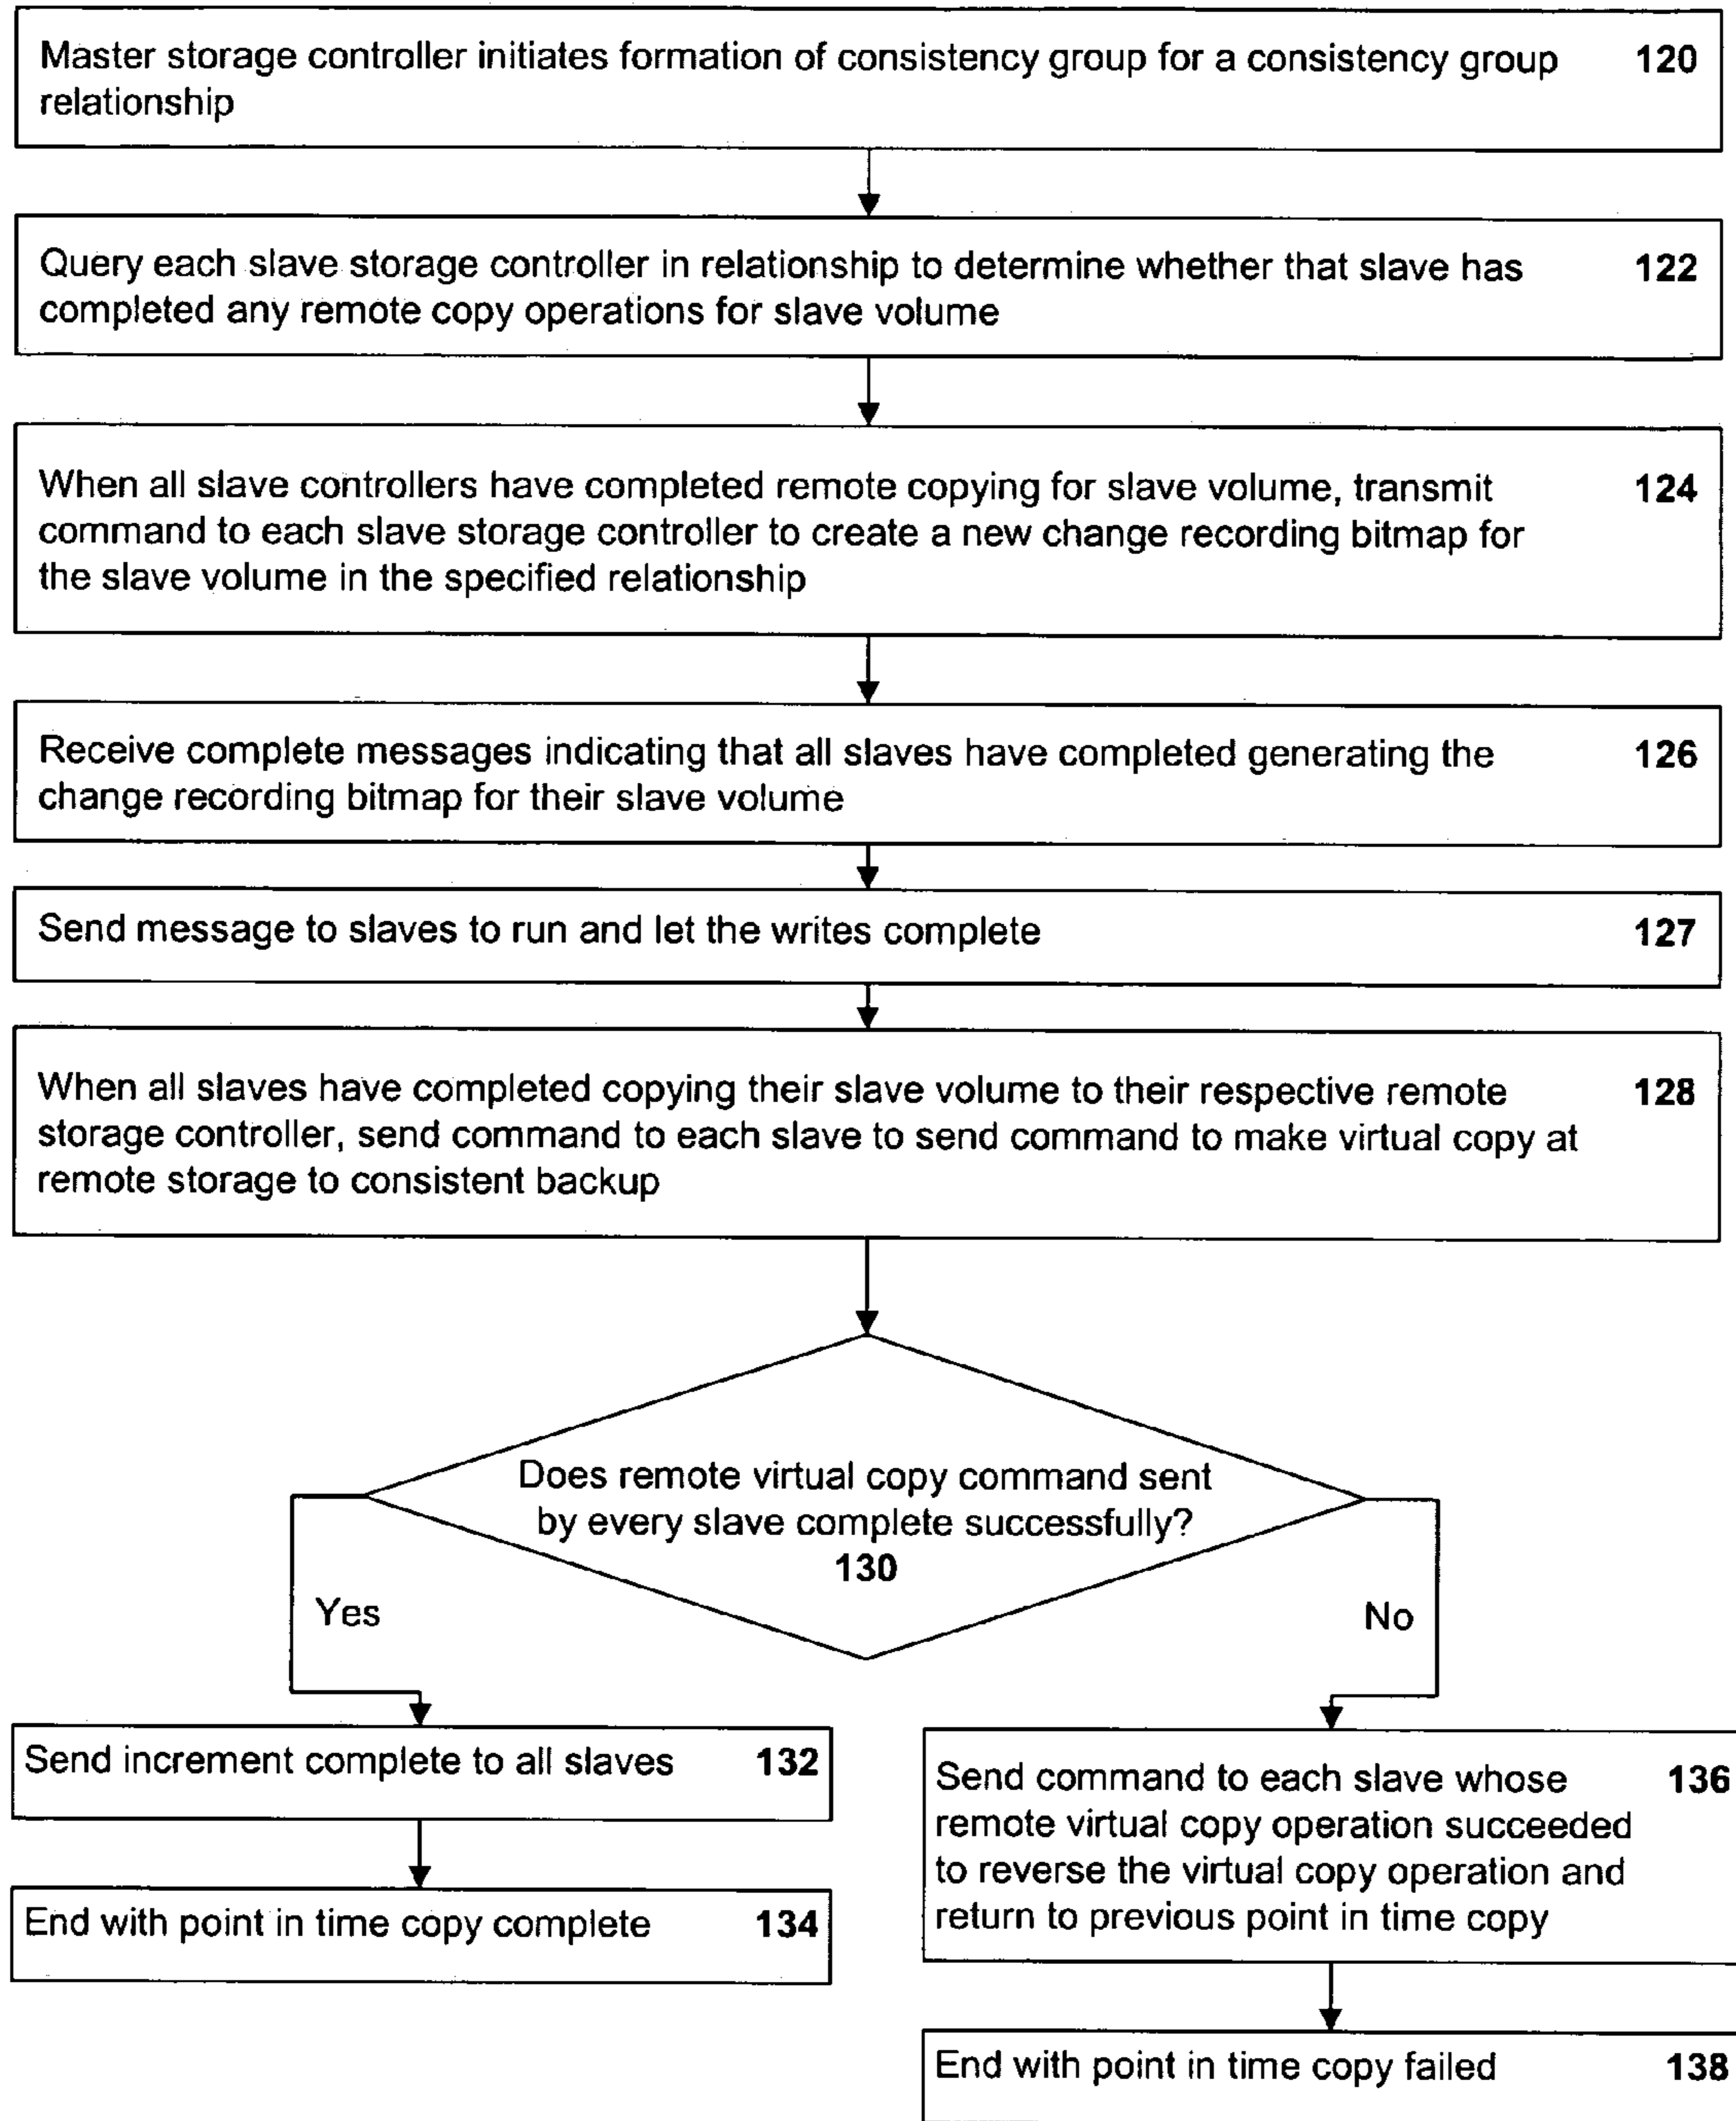 Master storage controller initiates formation of consistency group for a consistency group 120
relationship
Query each slave storage controller in relationship to determine whether that slave has 122
completed any remote copy operations for slave volume
When all slave controllers have completed remote copying for slave volume, transmit 124
command to each slave storage controller to create a new change recording bitmap for
the slave volume in the specified relationship
Receive complete messages indicating that all slaves have completed generating the 126
change recording bitmap for their slave volume
Send message to slaves to run and let the writes complete 127
When all slaves have completed copying their slave volume to their respective remote 128
storage controller, send command to each slave to send command to make virtual copy at
remote storage to consistent backup
Does remote virtual copy command sent
by every slave complete successfully?
130
Yes
No
Send increment complete to all slaves 132
End with point in time copy complete 134
Send command to each slave whose 136
remote virtual copy operation succeeded
to reverse the virtual copy operation and
return to previous point in time copy
End with point in time copy failed 138